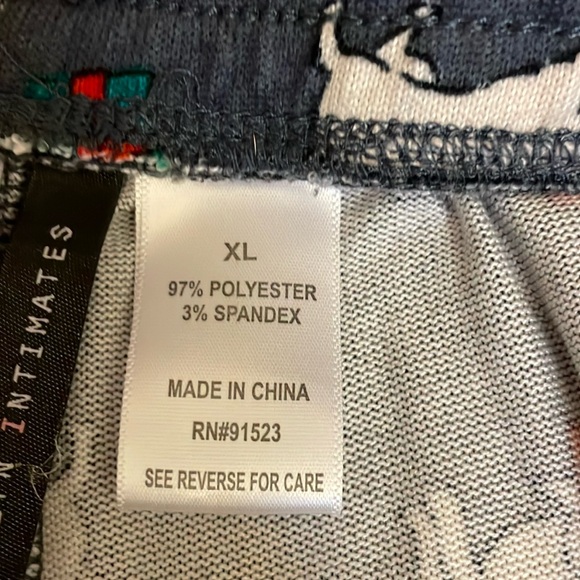 XL
97% POLYESTER
3% SPANDEX
MADE IN CHINA
RN#91523
SEE REVERSE FOR CARE
INTIMATES